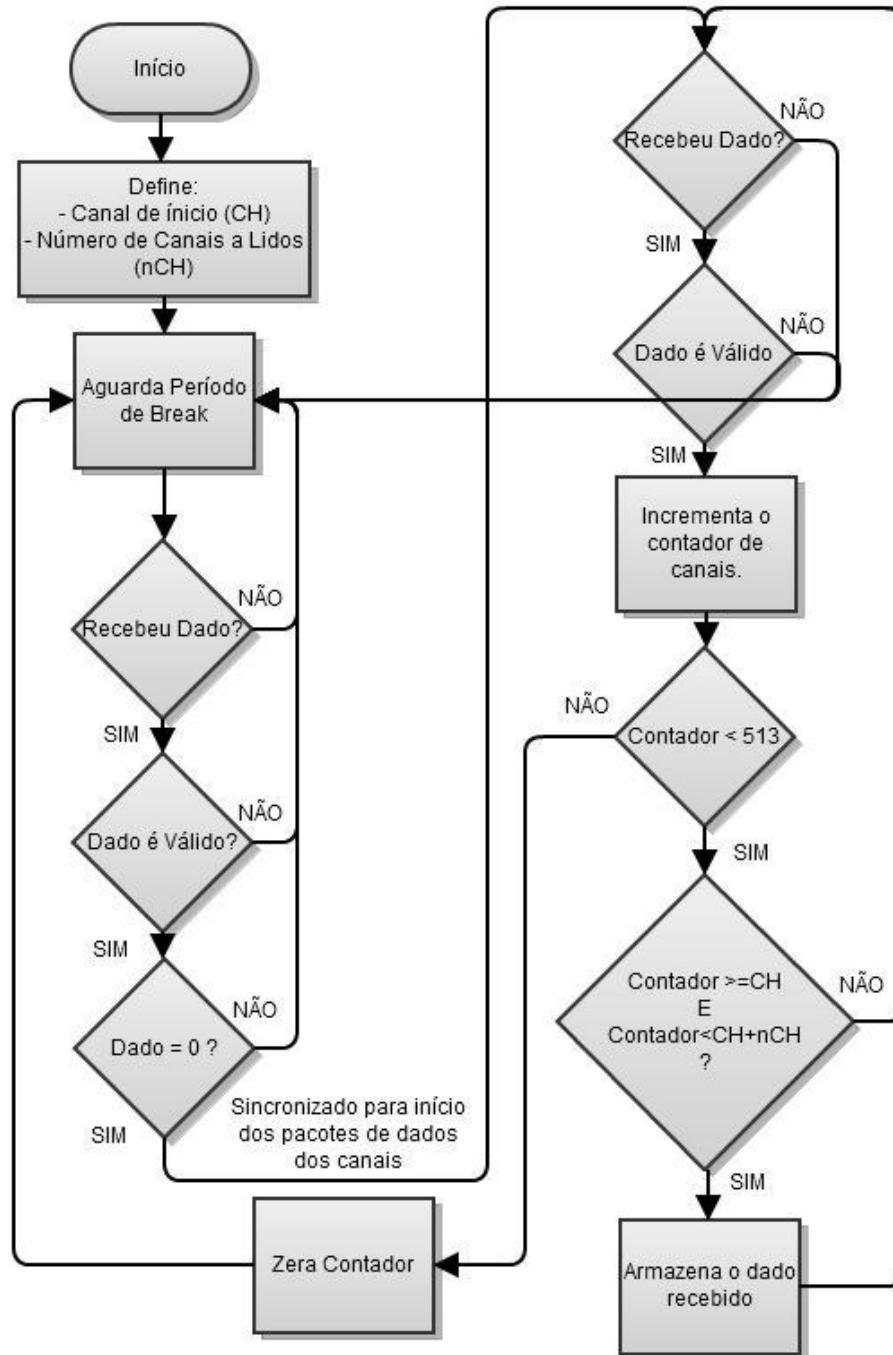 Início
Define:
- Canal de ínicio (CH)
- Número de Canais a Lidos
(nCH)
Aguarda Período
de Break
Recebeu Dado?
NÃO
SIM
Dado é Válido?
NÃO
SIM
Dado = 0 ?
NÃO
SIM
Sincronizado para início
dos pacotes de dados
dos canais
Zera Contador
Recebeu Dado?
NÃO
SIM
Dado é Válido
NÃO
SIM
Incrementa o
contador de
canais.
NÃO
Contador < 513
SIM
Contador >=CH
E
Contador<CH+nCH
?
NÃO
SIM
Armazena o dado
recebido